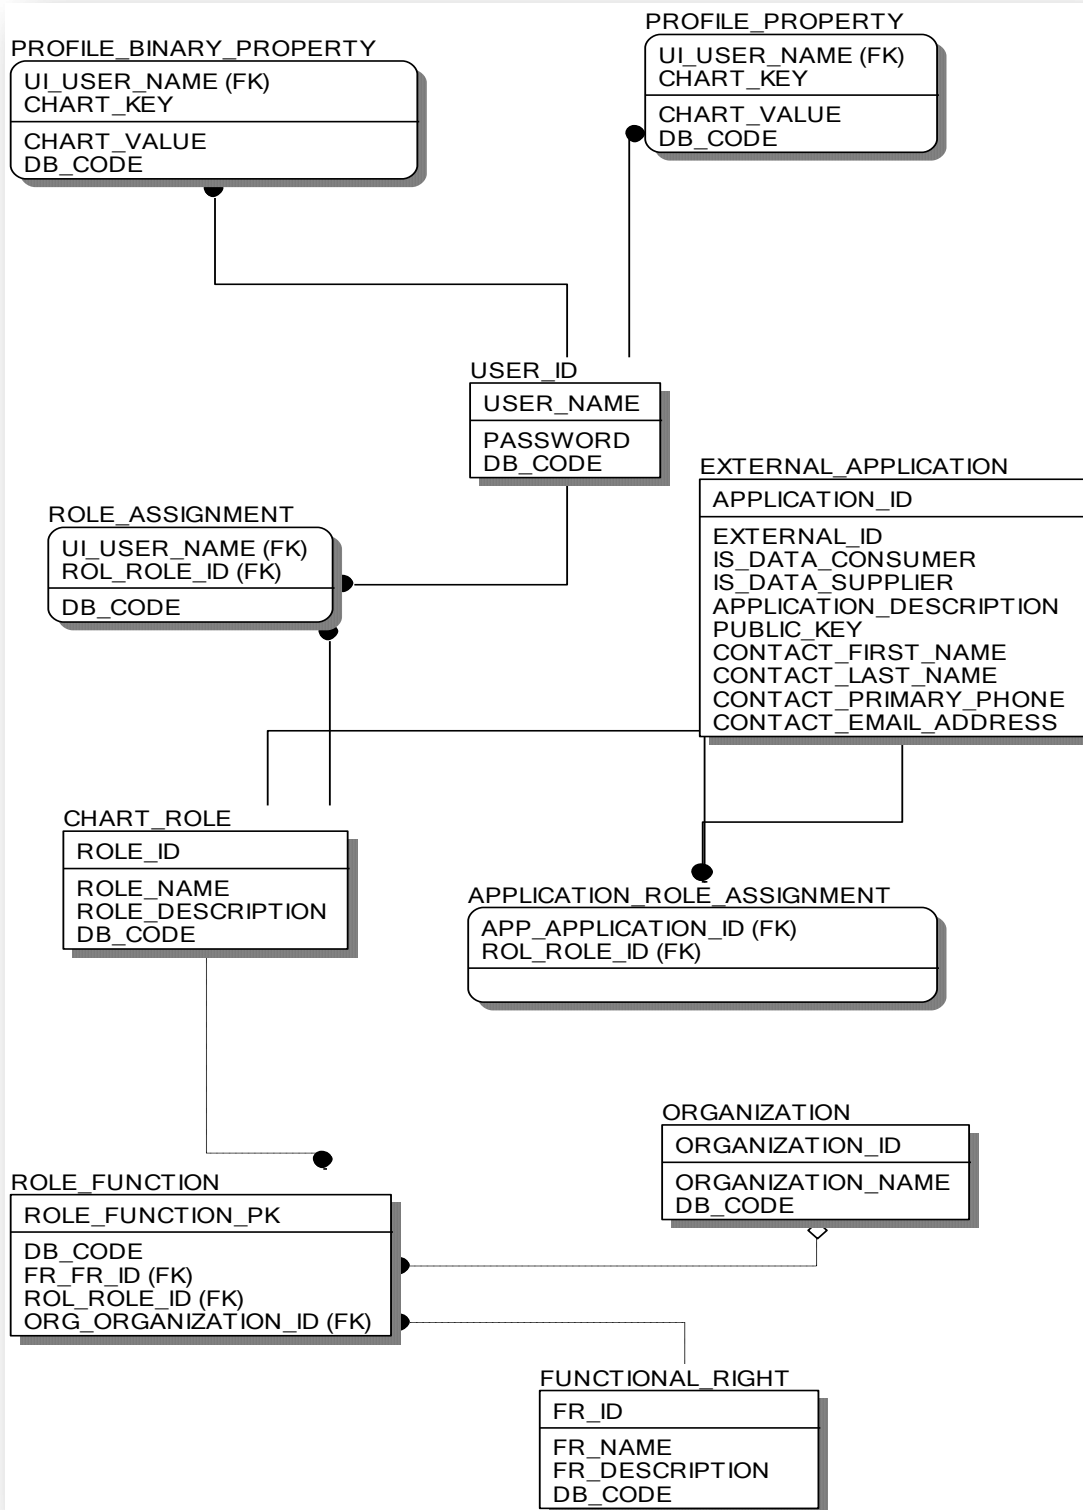 PROFILE_BINARY_PROPERTY
UI_USER_NAME (FK)
CHART_KEY
CHART_VALUE
DB_CODE
PROFILE_PROPERTY
UI_USER_NAME (FK)
CHART_KEY
CHART_VALUE
DB_CODE
USER_ID
USER_NAME
PASSWORD
DB_CODE
EXTERNAL_APPLICATION
APPLICATION_ID
EXTERNAL_ID
IS_DATA_CONSUMER
IS_DATA_SUPPLIER
APPLICATION_DESCRIPTION
PUBLIC_KEY
CONTACT_FIRST_NAME
CONTACT_LAST_NAME
CONTACT_PRIMARY_PHONE
CONTACT_EMAIL_ADDRESS
ROLE_ASSIGNMENT
UI_USER_NAME (FK)
ROL_ROLE_ID (FK)
DB_CODE
CHART_ROLE
ROLE_ID
ROLE_NAME
ROLE_DESCRIPTION
DB_CODE
APPLICATION_ROLE_ASSIGNMENT
APP_APPLICATION_ID (FK)
ROL_ROLE_ID (FK)
ORGANIZATION
ORGANIZATION_ID
ORGANIZATION_NAME
DB_CODE
ROLE_FUNCTION
ROLE_FUNCTION_PK
DB_CODE
FR_FR_ID (FK)
ROL_ROLE_ID (FK)
ORG_ORGANIZATION_ID (FK)
FUNCTIONAL_RIGHT
FR_ID
FR_NAME
FR_DESCRIPTION
DB_CODE